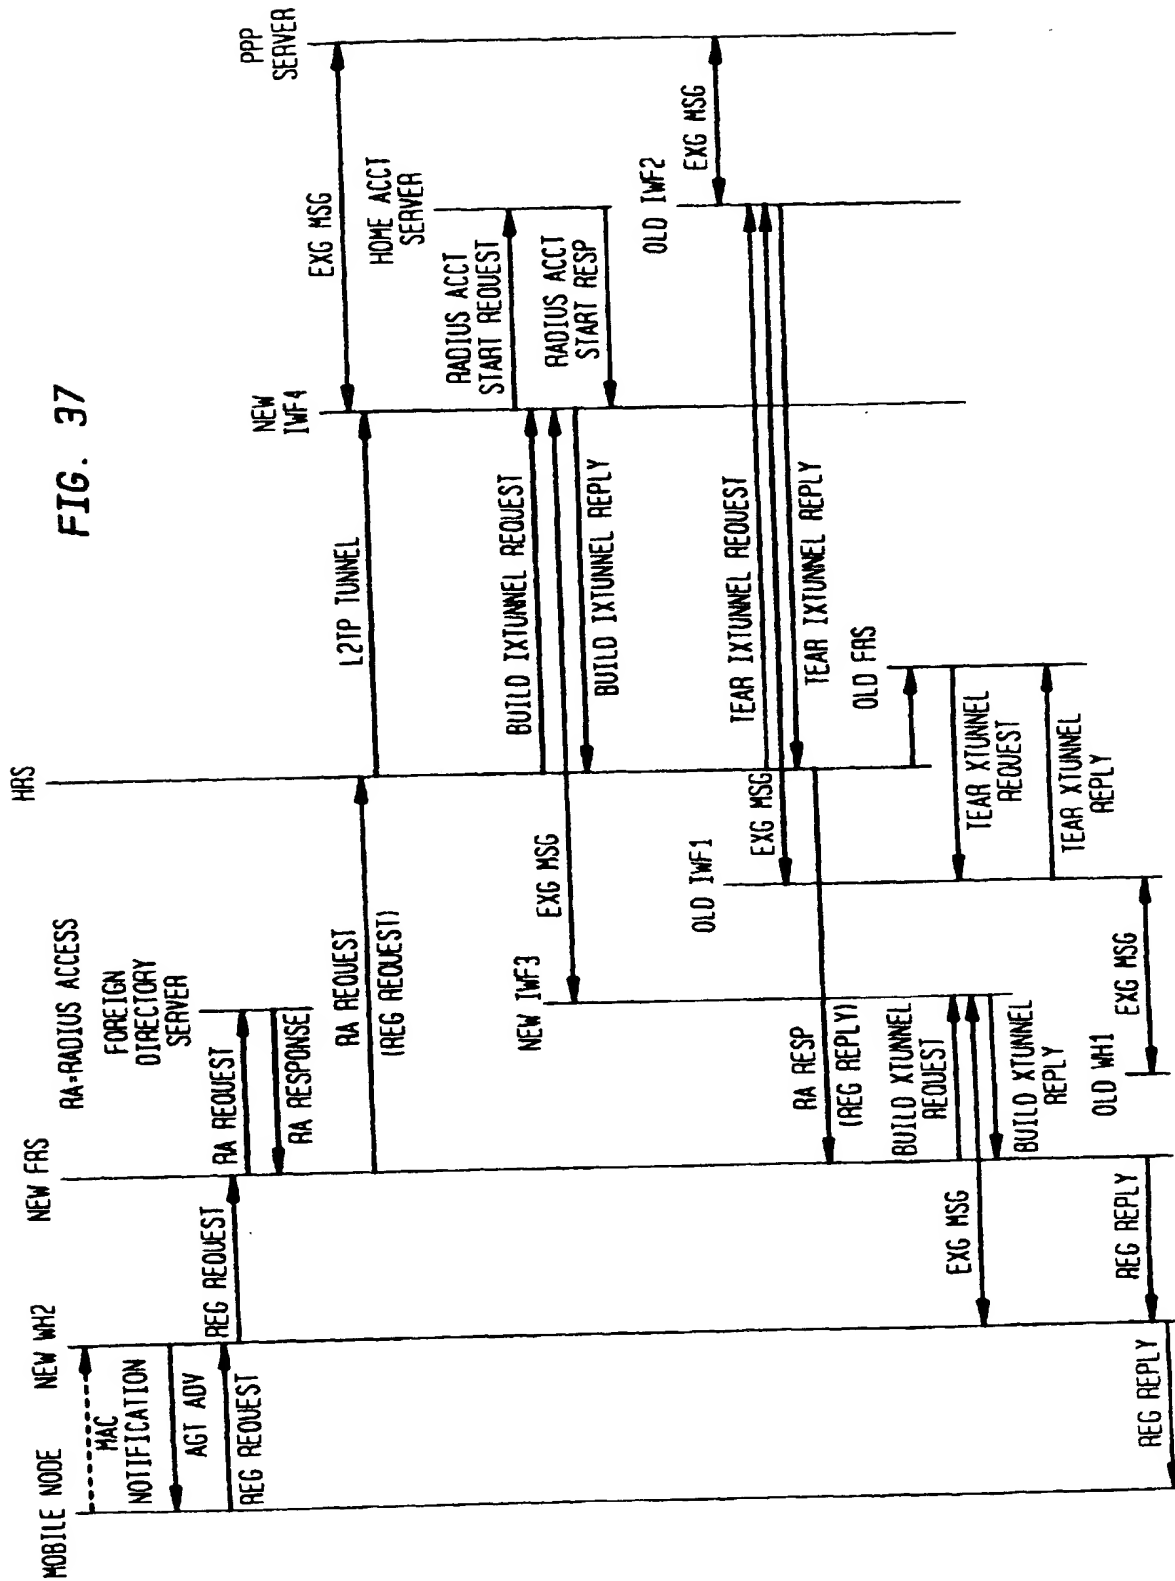 FIG. 37
MOBILE NODE
NEW WH2
NEW FRS
RA=RADIUS ACCESS
HRS
FOREIGN
DIRECTORY
SERVER
NEW
IWF4
PPP
SERVER
MAC
NOTIFICATION
AGT ADV
REG REQUEST
REG REQUEST
RA REQUEST
RA RESPONSE)
RA REQUEST
(REG REQUEST)
L2TP TUNNEL
EXG MSG
HOME ACCT
SERVER
RADIUS ACCT
START REQUEST
RADIUS ACCT
START RESP
BUILD IXTUNNEL REQUEST
BUILD IXTUNNEL REPLY
NEW IWF3
EXG MSG
OLD IWF2
EXG MSG
TEAR IXTUNNEL REQUEST
TEAR IXTUNNEL REPLY
OLD IWF1
EXG MSG
RA RESP
(REG REPLY)
OLD FRS
BUILD XTUNNEL
REQUEST
BUILD XTUNNEL
REPLY
EXG MSG
TEAR XTUNNEL
REQUEST
TEAR XTUNNEL
REPLY
OLD WH1
EXG MSG
REG REPLY
REG REPLY